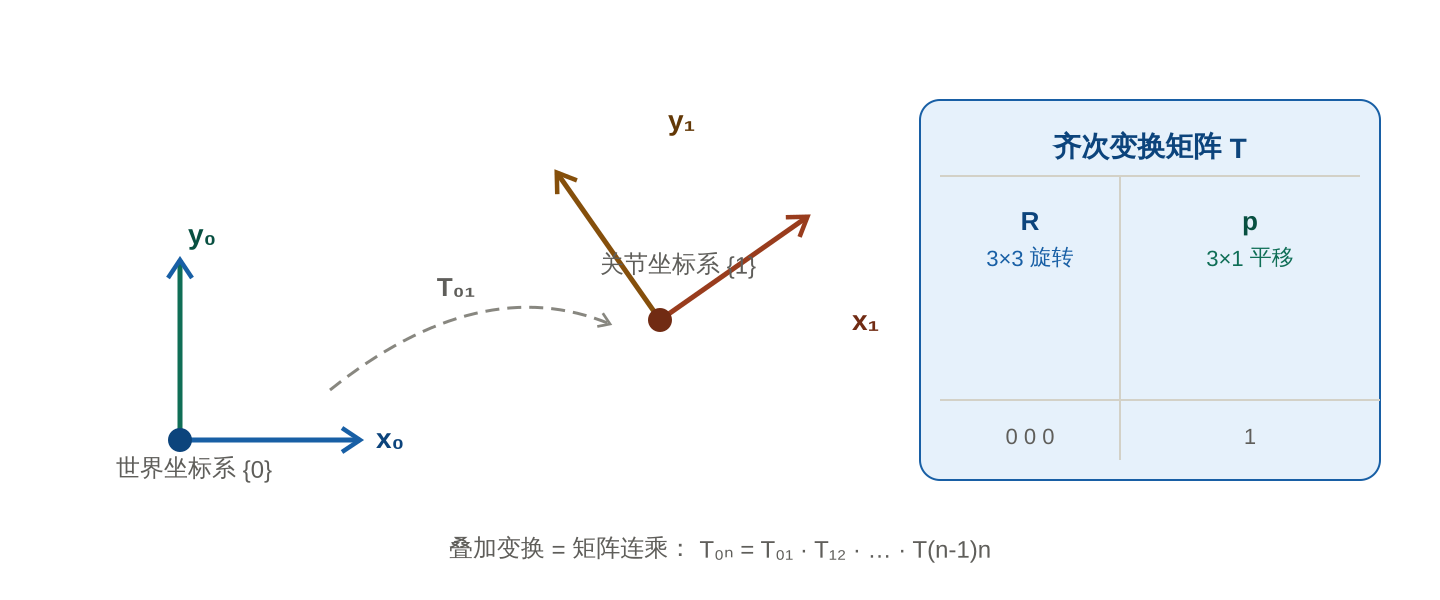 y₁
齐次变换矩阵 T
R
p
y₀
3×3 旋转
3×1 平移
关节坐标系 {1}
T₀₁
x₁
x₀
0 0 0
1
世界坐标系 {0}
叠加变换 = 矩阵连乘： T₀ₙ = T₀₁ · T₁₂ · … · T(n-1)n